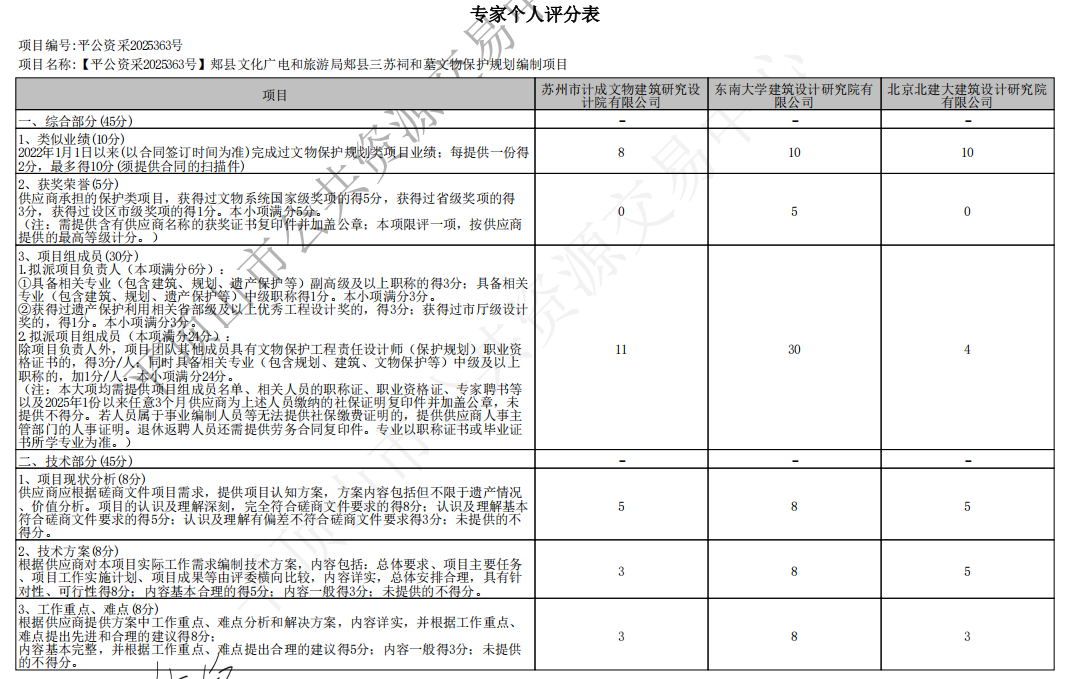 专家个人评分表
项目编号:平公资采2025363号
项目名称:【平公资采2025363号】郏县文化广电和旅游局郏县三苏祠和墓文物保护规划编制项目
项目
苏州市计成文物建筑研究设计院有限公司
东南大学建筑设计研究院有限公司
北京北建大建筑设计研究院有限公司
一、综合部分(45分)
-
-
-
1、类似业绩(10分)
2022年1月1日以来(以合同签订时间为准)完成过文物保护规划类项目业绩；每提供一份得
2分，最多得10分(须提供合同的扫描件)
8
10
10
2、获奖荣誉(5分)
供应商承担的保护类项目，获得过文物系统国家级奖项的得5分，获得过省级奖项的得
3分，获得过设区市级奖项的得1分。本小项满分5分。
（注：需提供含有供应商名称的获奖证书复印件并加盖公章；本项限评一项，按供应商
提供的最高等级计分。）
0
5
0
3、项目组成员(30分)
1.拟派项目负责人（本项满分6分）：
①具备相关专业（包含建筑、规划、遗产保护等）副高级及以上职称的得3分；具备相关
专业（包含建筑、规划、遗产保护等）中级职称得1分。本小项满分3分。
②获得过遗产保护利用相关省部级及以上优秀工程设计奖的，得3分；获得过市厅级设计
奖的，得1分。本小项满分3分。
2.拟派项目组成员（本项满分24分）：
除项目负责人外，项目团队其他成员具有文物保护工程责任设计师（保护规划）职业资
格证书的，得3分/人；同时具备相关专业（包含规划、建筑、文物保护等）中级及以上
职称的，加1分/人。本小项满分24分。
（注：本大项均需提供项目组成员名单、相关人员的职称证、职业资格证、专家聘书等
以及2025年1份以来任意3个月供应商为上述人员缴纳的社保证明复印件并加盖公章，未
提供不得分。若人员属于事业编制人员等无法提供社保缴费证明的，提供供应商人事主
管部门的人事证明。退休返聘人员还需提供劳务合同复印件。专业以职称证书或毕业证
书所学专业为准。）
11
30
4
二、技术部分(45分)
-
-
-
1、项目现状分析(8分)
供应商应根据磋商文件项目需求，提供项目认知方案，方案内容包括但不限于遗产情况
、价值分析。项目的认识及理解深刻，完全符合磋商文件要求的得8分；认识及理解基本
符合磋商文件要求的得5分；认识及理解有偏差不符合磋商文件要求得3分；未提供的不
得分。
5
8
5
2、技术方案(8分)
根据供应商对本项目实际工作需求编制技术方案，内容包括：总体要求、项目主要任务
、项目工作实施计划、项目成果等由评委横向比较，内容详实，总体安排合理，具有针
对性、可行性得8分；内容基本合理的得5分；内容一般得3分；未提供的不得分。
3
8
5
3、工作重点、难点(8分)
根据供应商提供方案中工作重点、难点分析和解决方案，内容详实，并根据工作重点、
难点提出先进和合理的建议得8分；
内容基本完整，并根据工作重点、难点提出合理的建议得5分；内容一般得3分；未提供
的不得分。
3
8
3
平顶山市公共资源交易中心
平顶山市公共资源交易中心